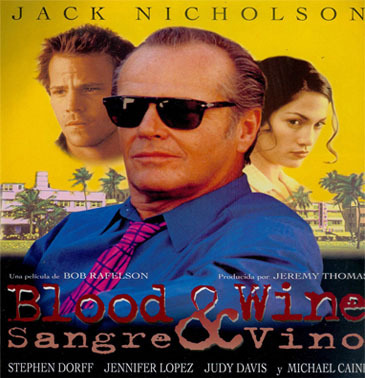 JACK NICHOLSON
Una película de BOB RAFELSON Producida por JEREMY THOMAS
Blood & Wine
Sangre & Vino
STEPHEN DORFF JENNIFER LOPEZ JUDY DAVIS y MICHAEL CAINE